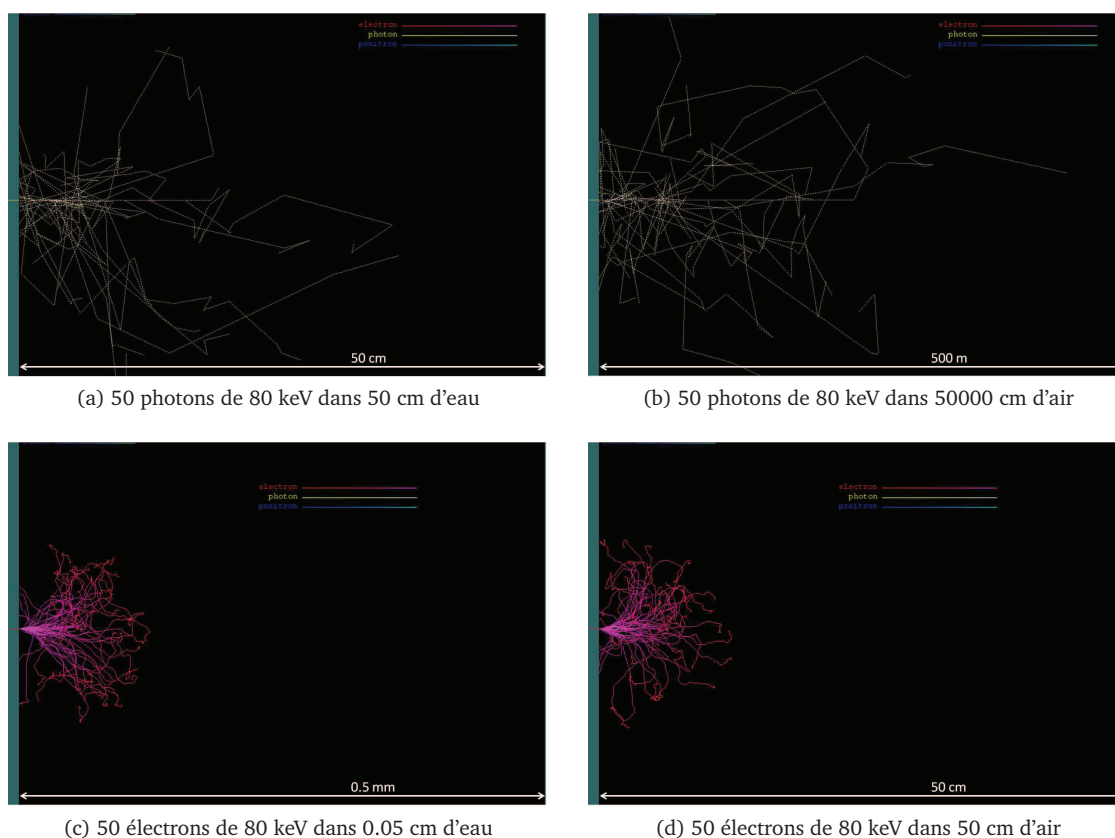 electron
photon
positron
50 cm
(a) 50 photons de 80 keV dans 50 cm d'eau
electron
photon
positron
500 m
(b) 50 photons de 80 keV dans 50000 cm d'air
electron
photon
positron
0.5 mm
(c) 50 électrons de 80 keV dans 0.05 cm d'eau
electron
photon
positron
50 cm
(d) 50 électrons de 80 keV dans 50 cm d'air